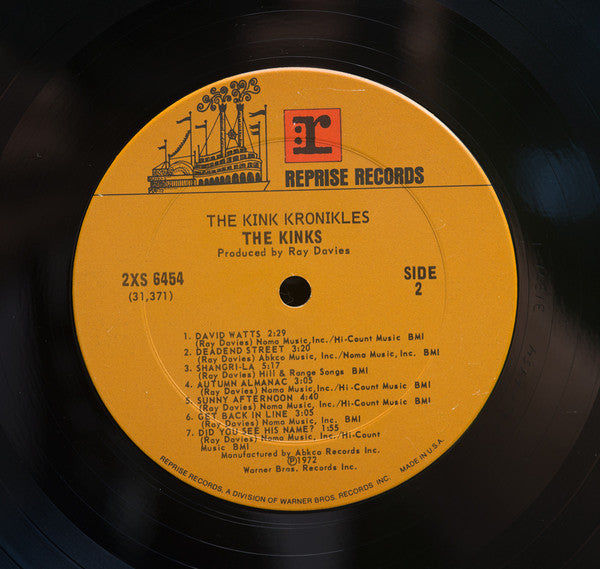 r
REPRISE RECORDS
THE KINK KRONIKLES
THE KINKS
Produced by Ray Davies
2XS 6454
(31,371)
SIDE
2
1. DAVID WATTS 2:29
(Ray Davies) Noma Music, Inc./Hi-Count Music BMI
2. DEADEND STREET 3:20
(Ray Davies) Abkco Music, Inc./Noma Music, Inc. BMI
3. SHANGRI-LA 5:17
(Ray Davies) Hill & Range Songs BMI
4. AUTUMN ALMANAC 3:05
(Ray Davies) Noma Music, Inc./Hi-Count Music BMI
5. SUNNY AFTERNOON 4:40
(Ray Davies) Noma Music, Inc./Hi-Count Music BMI
6. GET BACK IN LINE 3:05
(Ray Davies) Noma Music, Inc. BMI
7. DID YOU SEE HIS NAME? 1:55
(Ray Davies) Noma Music, Inc./Hi-Count
Music BMI
Manufactured by Abkco Records Inc.
℗1972
Warner Bros. Records Inc.
REPRISE RECORDS, A DIVISION OF WARNER BROS. RECORDS INC. MADE IN U.S.A.